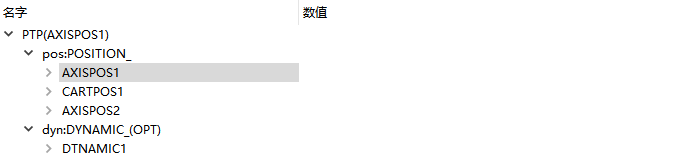 名字 数值
PTP(AXISPOS1)
pos:POSITION_
AXISPOS1
CARTPOS1
AXISPOS2
dyn:DYNAMIC_(OPT)
DTNAMIC1